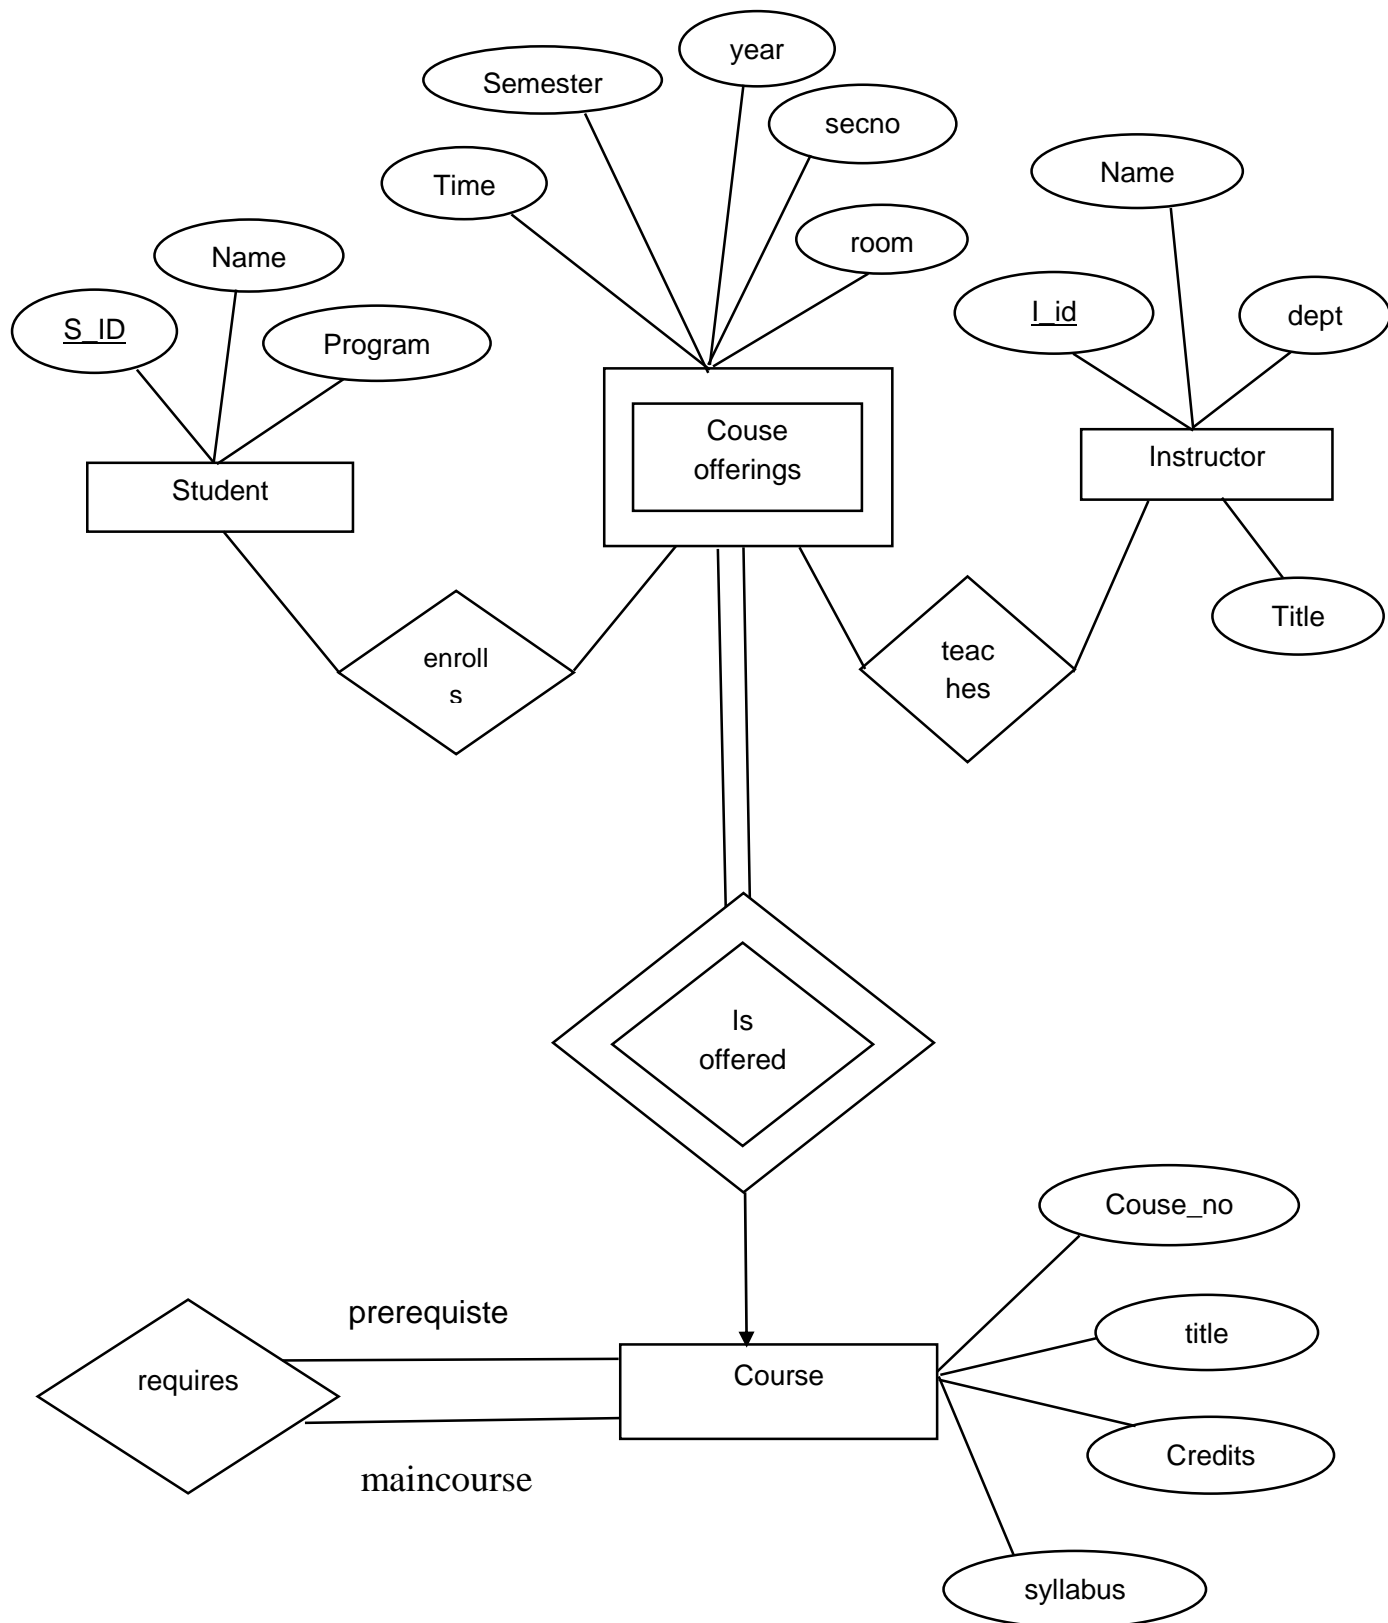 year
Semester
secno
Time
Name
room
Name
S_ID
Program
I_id
dept
Couse
offerings
Instructor
Student
Title
enroll
s
teac
hes
Is
offered
Couse_no
prerequiste
title
requires
Course
Credits
maincourse
syllabus